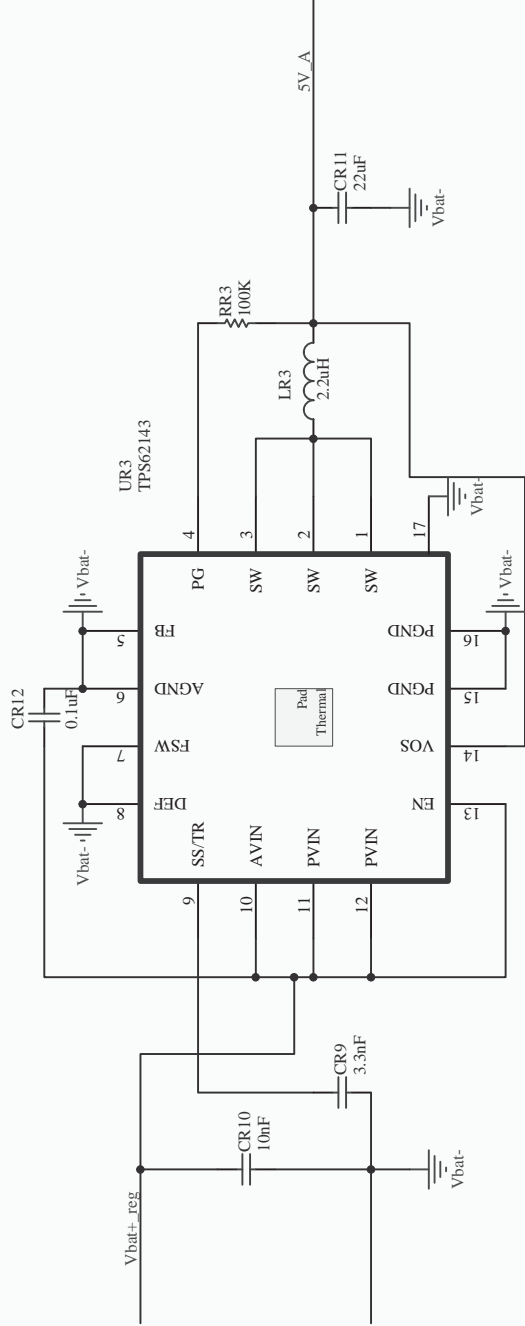 5V_A
CR11
22uF
Vbat-
RR3
100K
LR3
2.2uH
UR3
TPS62143
4
3
2
1
17
PG
SW
SW
SW
Vbat-
Vbat-
5
6
7
8
FB
AGND
FSW
DEF
CR12
0.1uF
Vbat-
Pad
Thermal
PGND
PGND
VOS
EN
16
15
14
13
Vbat-
SS/TR
AVIN
PVIN
PVIN
9
10
11
12
CR9
3.3nF
CR10
10nF
Vbat+_reg
Vbat-